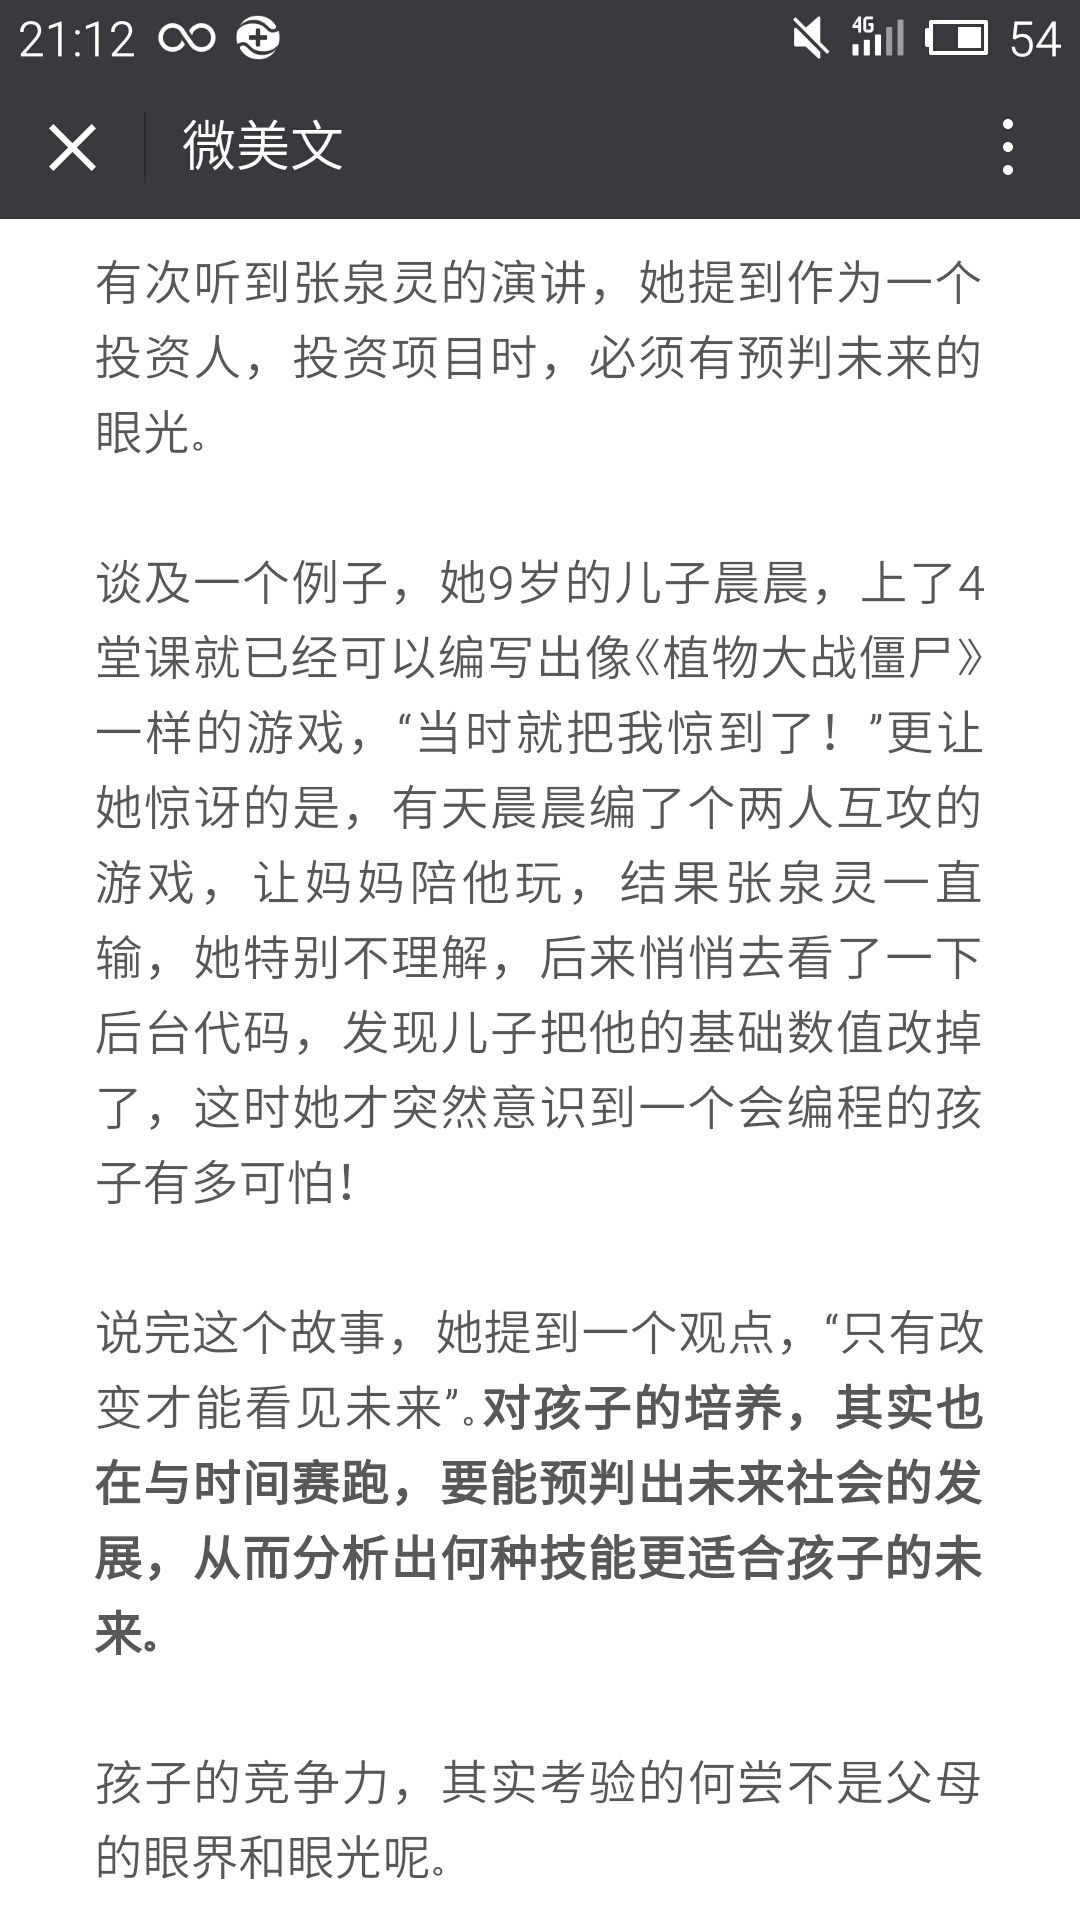 21:12
4G
54
微美文
有次听到张泉灵的演讲，她提到作为一个
投资人，投资项目时，必须有预判未来的
眼光。
谈及一个例子，她9岁的儿子晨晨，上了4
堂课就已经可以编写出像《植物大战僵尸》
一样的游戏，“当时就把我惊到了！”更让
她惊讶的是，有天晨晨编了个两人互攻的
游戏，让妈妈陪他玩，结果张泉灵一直
输，她特别不理解，后来悄悄去看了一下
后台代码，发现儿子把他的基础数值改掉
了，这时她才突然意识到一个会编程的孩
子有多可怕！
说完这个故事，她提到一个观点，“只有改
变才能看见未来”。对孩子的培养，其实也
在与时间赛跑，要能预判出未来社会的发
展，从而分析出何种技能更适合孩子的未
来。
孩子的竞争力，其实考验的何尝不是父母
的眼界和眼光呢。